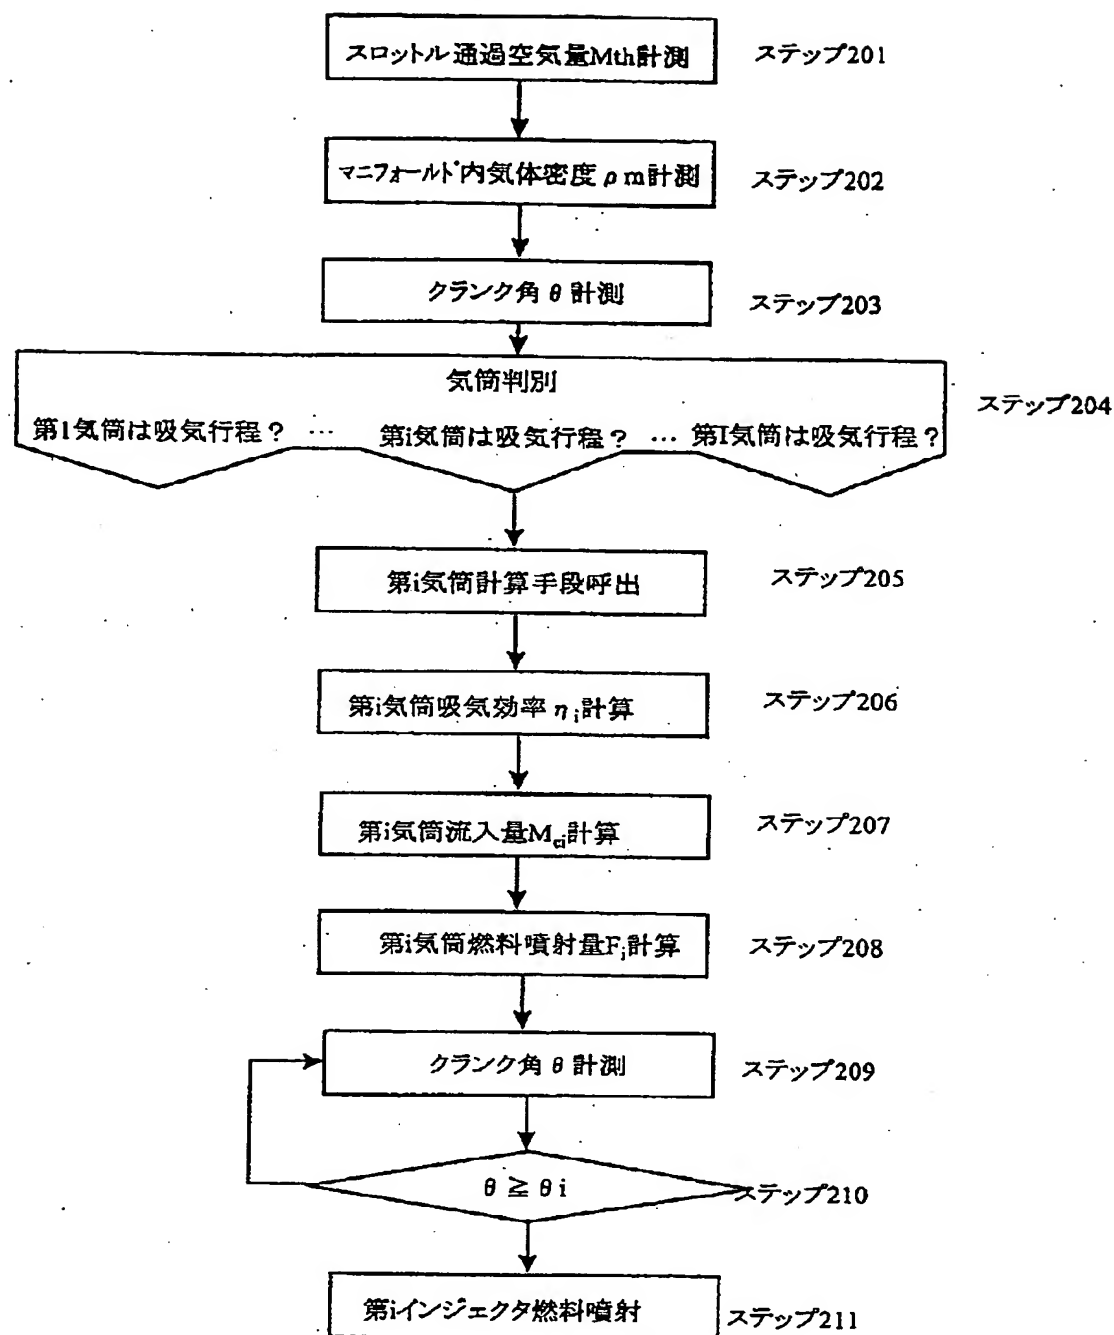 スロットル通過空気量Mth計測 ステップ201
マニフォールド内気体密度ρm計測 ステップ202
クランク角θ計測 ステップ203
気筒判別
ステップ204
第1気筒は吸気行程? … 第i気筒は吸気行程? … 第I気筒は吸気行程?
第i気筒計算手段呼出 ステップ205
第i気筒吸気効率ηi計算 ステップ206
第i気筒流入量Mci計算 ステップ207
第i気筒燃料噴射量Fi計算 ステップ208
クランク角θ計測 ステップ209
θ ≧ θi ステップ210
第iインジェクタ燃料噴射 ステップ211